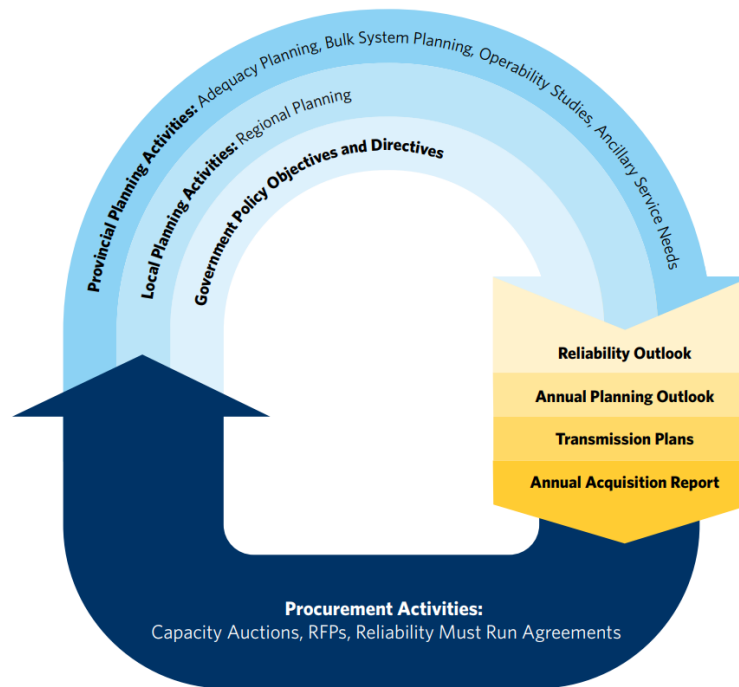 Provincial Planning Activities: Adequacy Planning, Bulk System Planning, Operability Studies, Ancillary Service Needs
Local Planning Activities: Regional Planning
Government Policy Objectives and Directives
Reliability Outlook
Annual Planning Outlook
Transmission Plans
Annual Acquisition Report
Procurement Activities:
Capacity Auctions, RFPs, Reliability Must Run Agreements